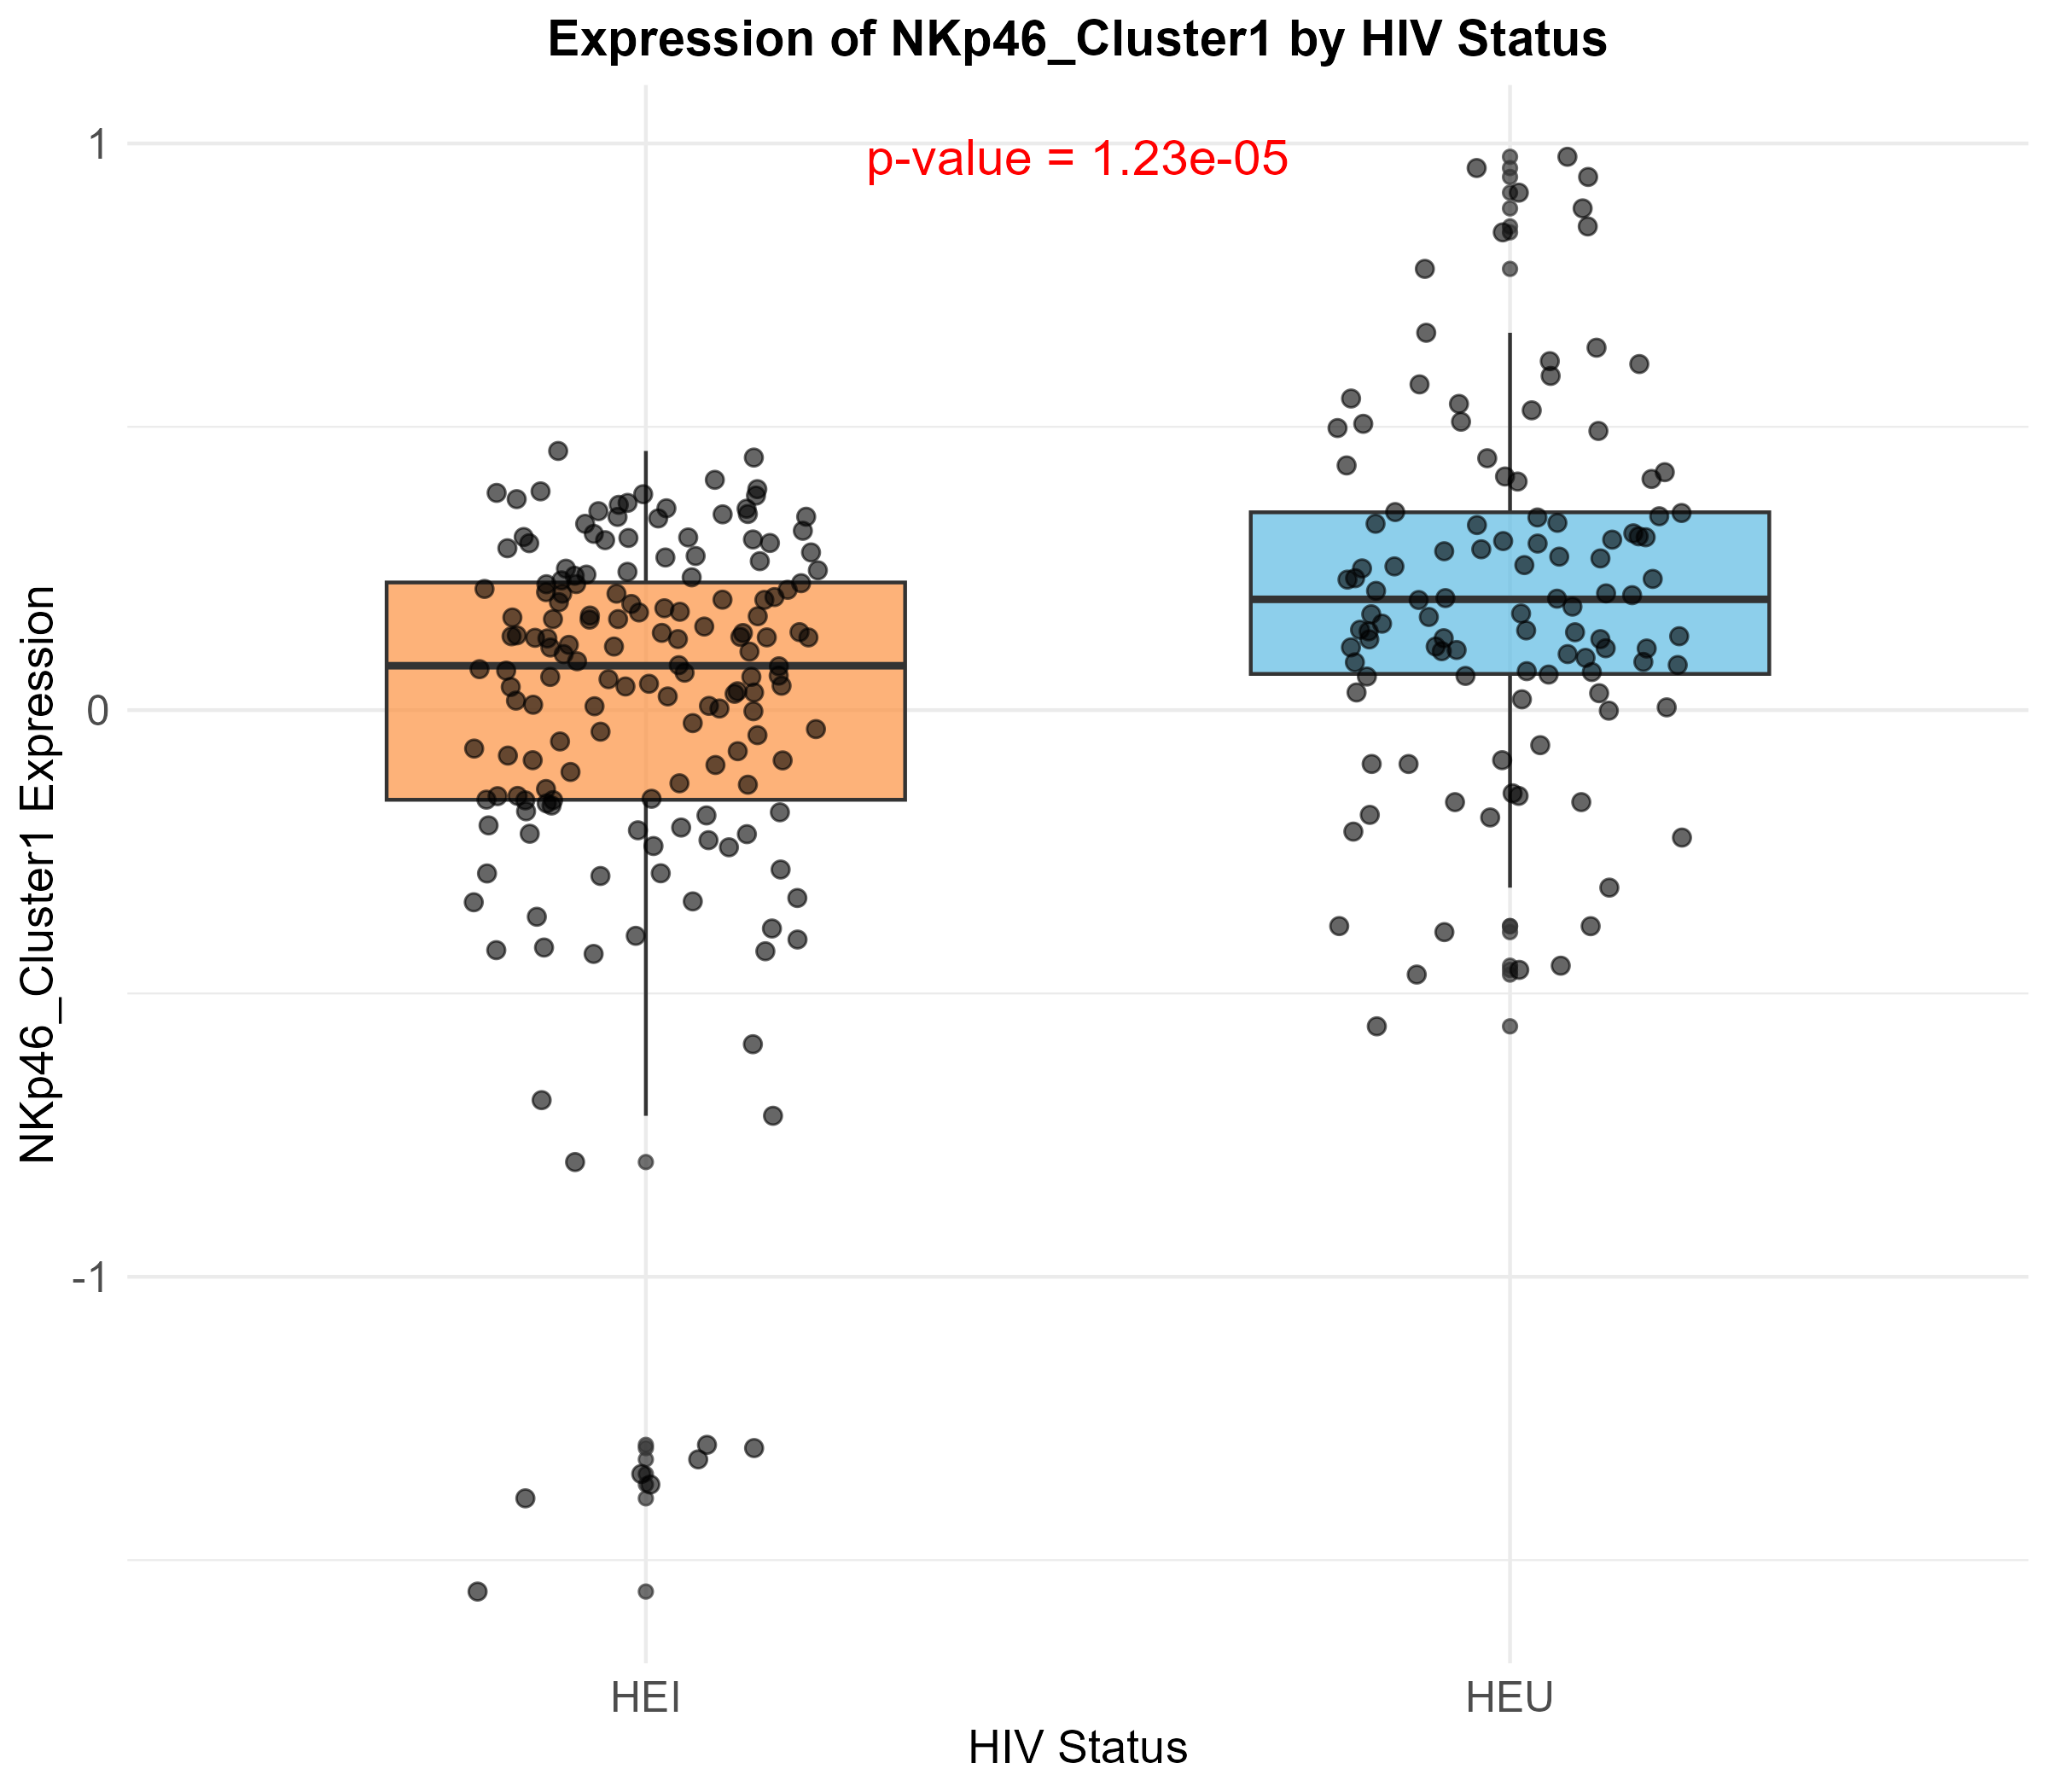 Expression of NKp46_Cluster1 by HIV Status
p-value = 1.23e-05
NKp46_Cluster1 Expression
1
0
-1
HEI
HEU
HIV Status